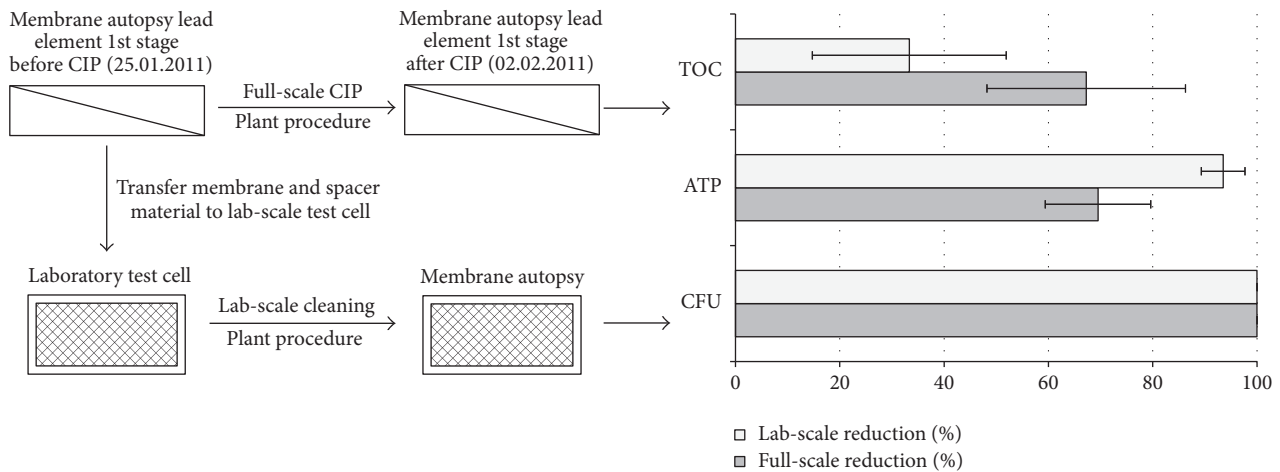 Membrane autopsy lead
element 1st stage
before CIP (25.01.2011)
Full-scale CIP
Plant procedure
Membrane autopsy lead
element 1st stage
after CIP (02.02.2011)
Transfer membrane and spacer
material to lab-scale test cell
Laboratory test cell
Lab-scale cleaning
Plant procedure
Membrane autopsy
TOC
ATP
CFU
0 20 40 60 80 100
Lab-scale reduction (%)
Full-scale reduction (%)